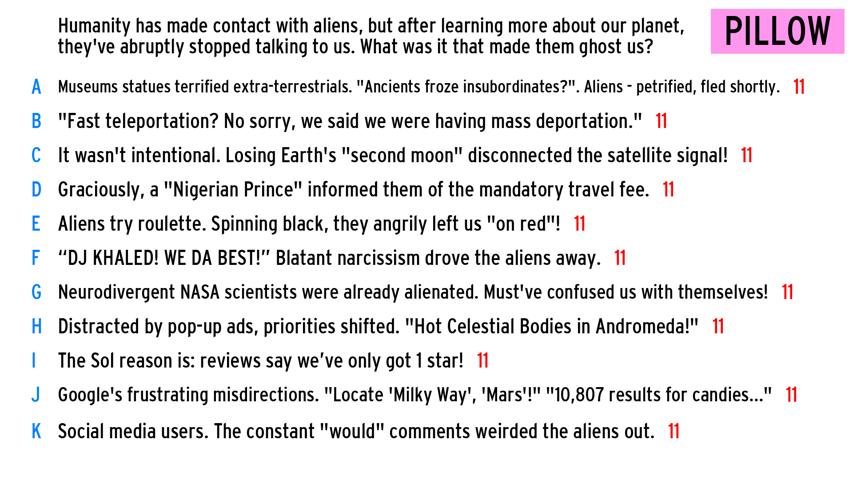 Humanity has made contact with aliens, but after learning more about our planet,
they've abruptly stopped talking to us. What was it that made them ghost us?
PILLOW
A Museums statues terrified extra-terrestrials. "Ancients froze insubordinates?". Aliens - petrified, fled shortly. 11
B "Fast teleportation? No sorry, we said we were having mass deportation." 11
C It wasn't intentional. Losing Earth's "second moon" disconnected the satellite signal! 11
D Graciously, a "Nigerian Prince" informed them of the mandatory travel fee. 11
E Aliens try roulette. Spinning black, they angrily left us "on red"! 11
F “DJ KHALED! WE DA BEST!” Blatant narcissism drove the aliens away. 11
G Neurodivergent NASA scientists were already alienated. Must've confused us with themselves! 11
H Distracted by pop-up ads, priorities shifted. "Hot Celestial Bodies in Andromeda!" 11
I The Sol reason is: reviews say we’ve only got 1 star! 11
J Google's frustrating misdirections. "Locate 'Milky Way', 'Mars'!" "10,807 results for candies..." 11
K Social media users. The constant "would" comments weirded the aliens out. 11